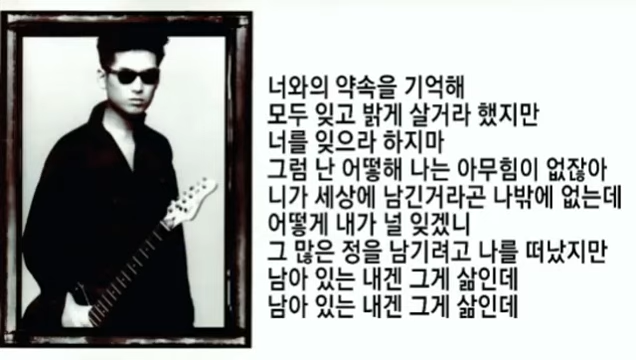 너와의 약속을 기억해
모두 잊고 밝게 살거라 했지만
너를 잊으라 하지마
그럼 난 어떻해 나는 아무힘이 없잖아
니가 세상에 남긴거라곤 나밖에 없는데
어떻게 내가 널 잊겠니
그 많은 정을 남기려고 나를 떠났지만
남아 있는 내겐 그게 삶인데
남아 있는 내겐 그게 삶인데